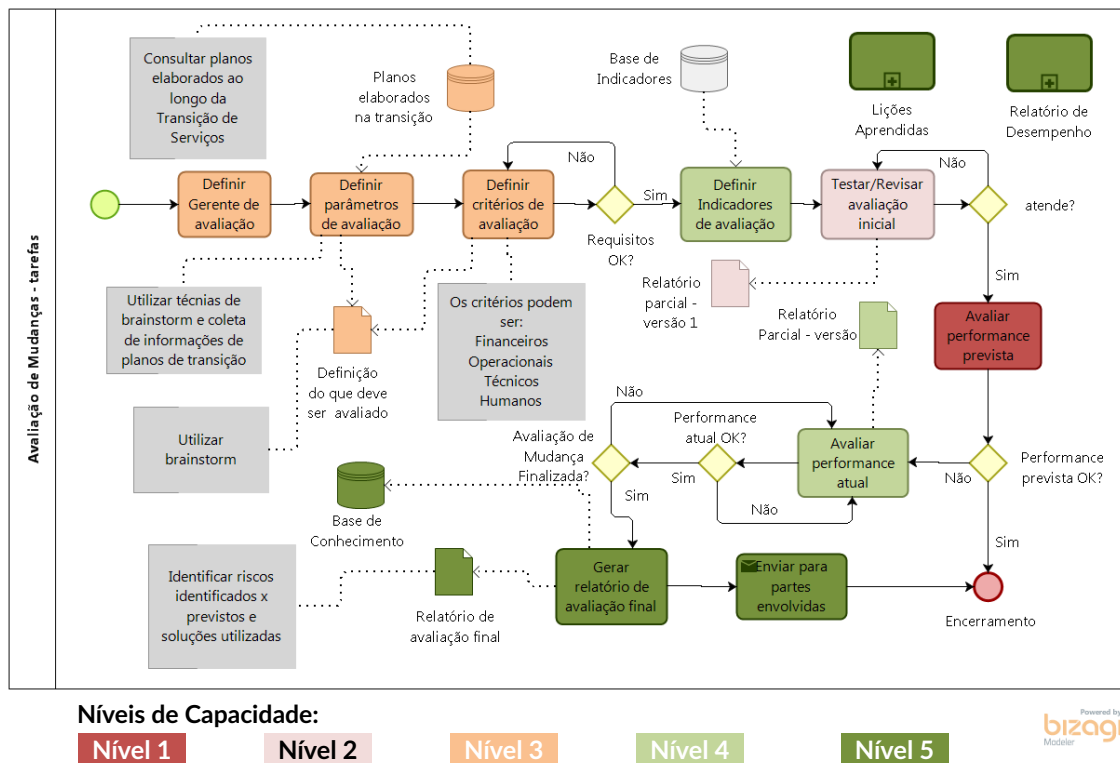 Avaliação de Mudanças - tarefas
Consultar planos
elaborados ao
longo da
Transição de
Serviços
Planos
elaborados
na transição
Base de
Indicadores
Lições
Aprendidas
Relatório de
Desempenho
Definir
Gerente de
avaliação
Definir
parâmetros
de avaliação
Definir
critérios de
avaliação
Não
Requisitos
OK?
Sim
Definir
Indicadores
de avaliação
Testar/Revisar
avaliação
inicial
Não
atende?
Sim
Utilizar técnias de
brainstorm e coleta
de informações de
planos de transição
Definição
do que deve
ser avaliado
Os critérios podem
ser:
Financeiros
Operacionais
Técnicos
Humanos
Relatório
parcial -
versão 1
Relatório
Parcial - versão
Avaliar
performance
prevista
Utilizar
brainstorm
Avaliação de
Mudança
Finalizada?
Não
Performance
atual OK?
Sim
Não
Avaliar
performance
atual
Não
Performance
prevista OK?
Sim
Sim
Base de
Conhecimento
Identificar riscos
identificados x
previstos e
soluções utilizadas
Relatório de
avaliação final
Gerar
relatório de
avaliação final
Enviar para
partes
envolvidas
Encerramento
Níveis de Capacidade:
Nível 1
Nível 2
Nível 3
Nível 4
Nível 5
Powered by
bizagi
Modeler